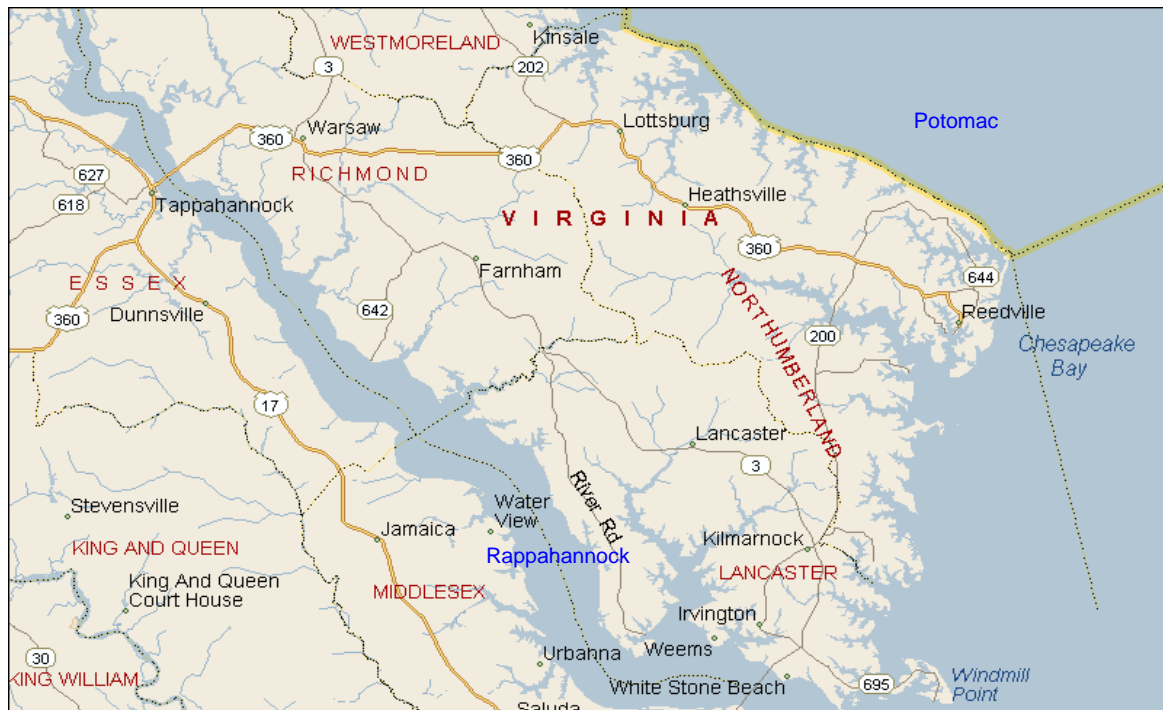 Kinsale
WESTMORELAND
3
202
Potomac
Lottsburg
Warsaw
360
360
627
RICHMOND
618
Tappahannock
Heathsville
VIRGINIA
360
Farnham
644
ESSEX
Dunnsville
642
360
NORTHUMBERLAND
Reedville
200
Chesapeake
Bay
17
Lancaster
3
River Rd
Stevensville
Water
View
Jamaica
Rappahannock
Kilmarnock
KING AND QUEEN
King And Queen
Court House
LANCASTER
MIDDLESEX
Irvington
Weems
Urbanna
30
KING WILLIAM
White Stone Beach
695
Windmill
Point
Saluda